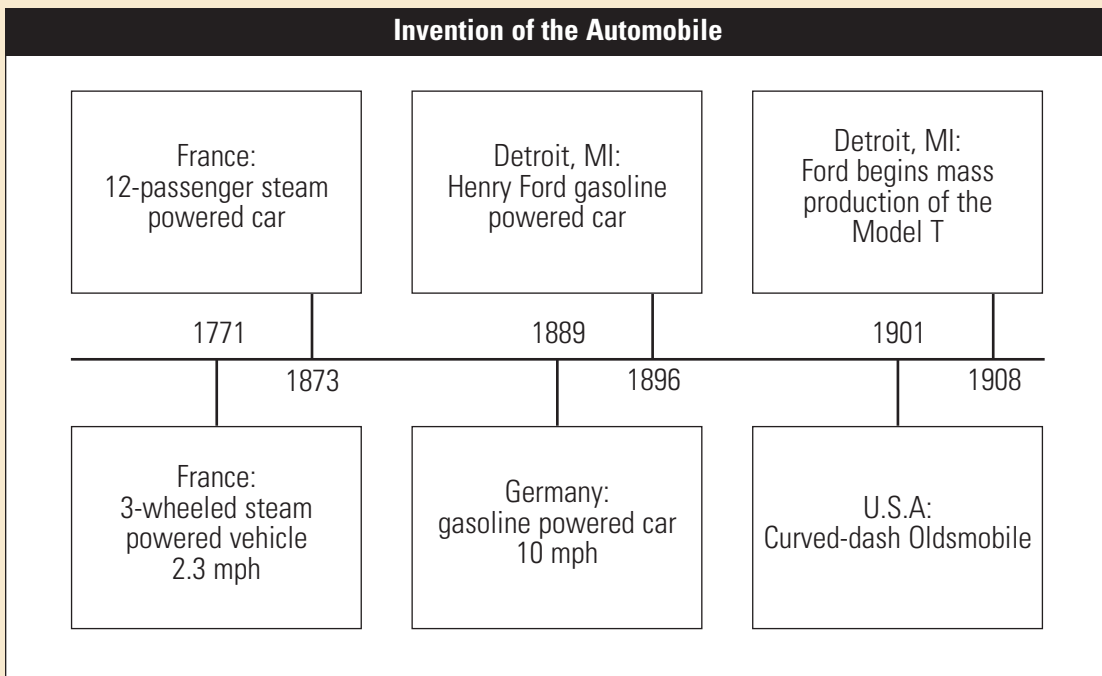 Invention of the Automobile
France:
12-passenger steam
powered car
Detroit, MI:
Henry Ford gasoline
powered car
Detroit, MI:
Ford begins mass
production of the
Model T
1771
1889
1901
1873
1896
1908
France:
3-wheeled steam
powered vehicle
2.3 mph
Germany:
gasoline powered car
10 mph
U.S.A:
Curved-dash Oldsmobile